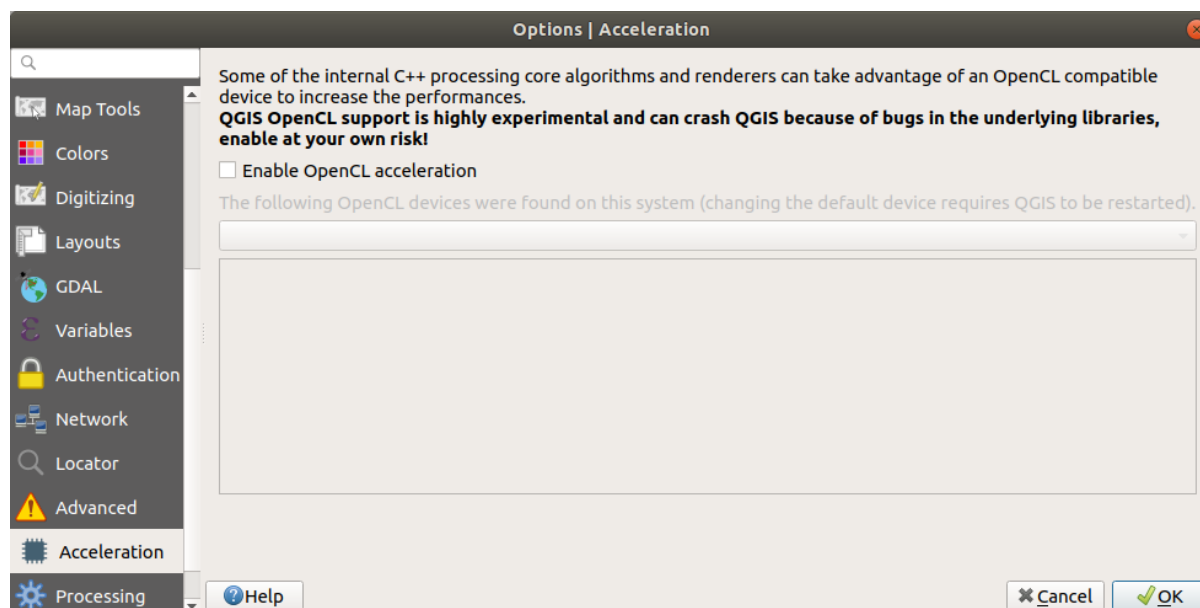 Options | Acceleration
Map Tools
Colors
Digitizing
Layouts
GDAL
Variables
Authentication
Network
Locator
Advanced
Acceleration
Processing
Some of the internal C++ processing core algorithms and renderers can take advantage of an OpenCL compatible
device to increase the performances.
QGIS OpenCL support is highly experimental and can crash QGIS because of bugs in the underlying libraries,
enable at your own risk!
Enable OpenCL acceleration
The following OpenCL devices were found on this system (changing the default device requires QGIS to be restarted).
Help
Cancel
OK